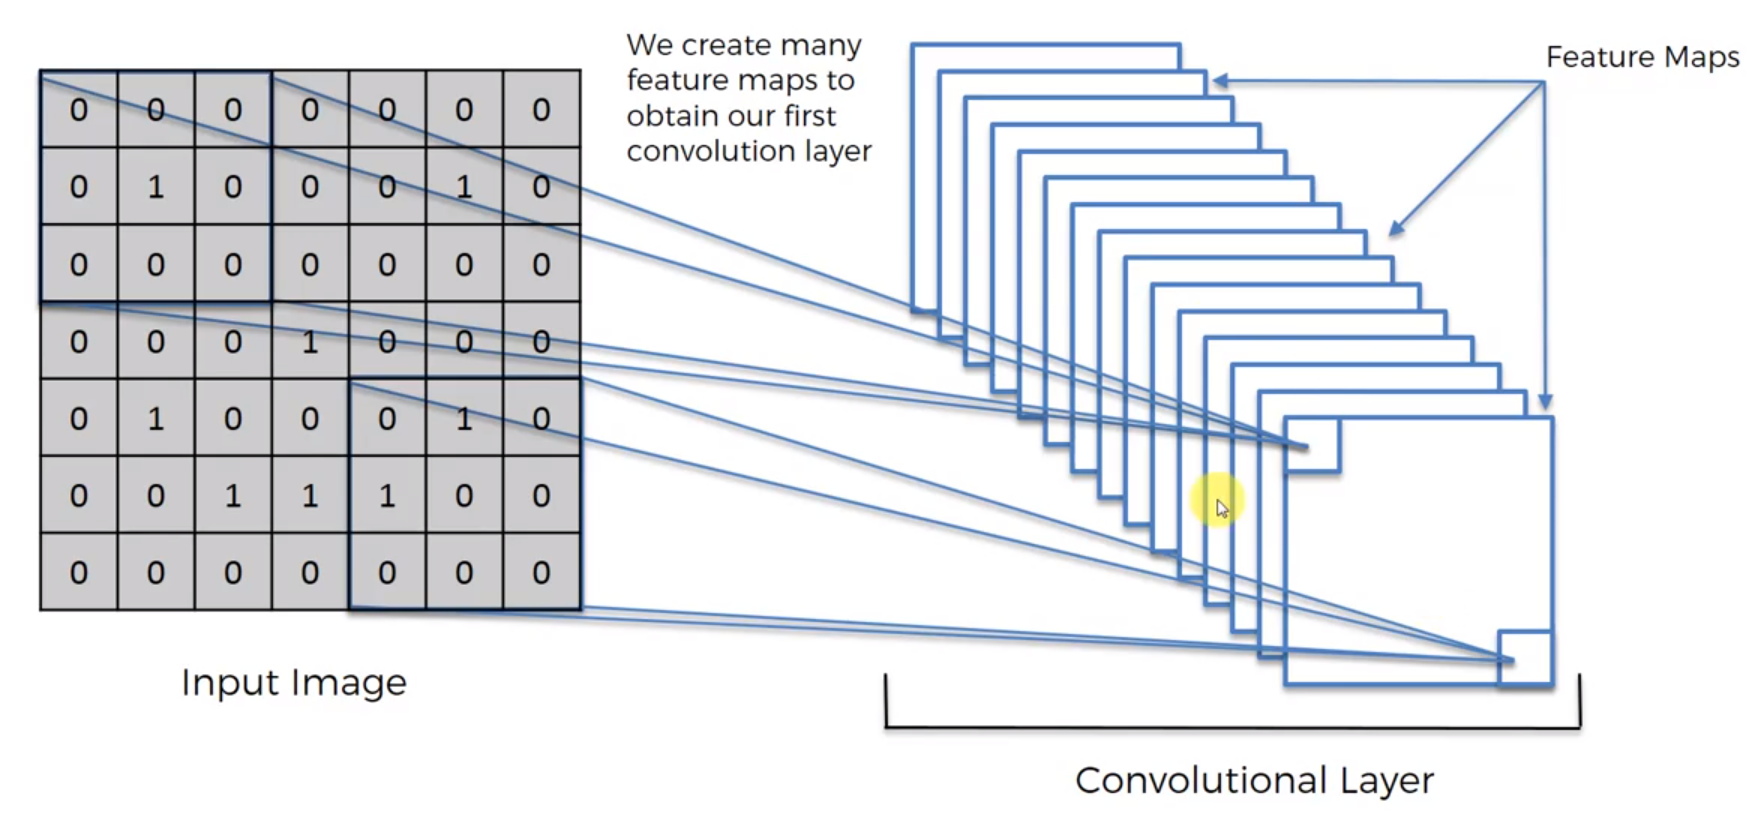 We create many
feature maps to
obtain our first
convolution layer
Feature Maps
0 0 0 0 0 0 0
0 1 0 0 0 1 0
0 0 0 0 0 0 0
0 0 0 1 0 0 0
0 1 0 0 0 1 0
0 0 1 1 1 0 0
0 0 0 0 0 0 0
Input Image
Convolutional Layer